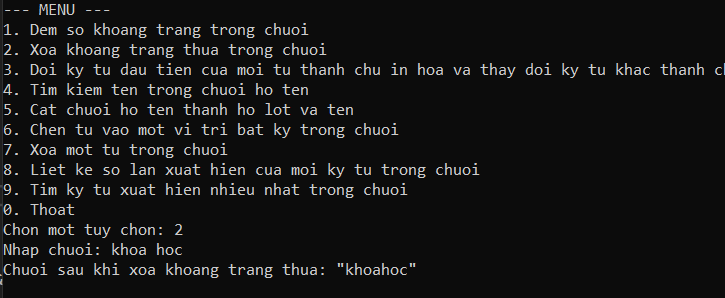 --- MENU ---
1. Dem so khoang trang trong chuoi
2. Xoa khoang trang thua trong chuoi
3. Doi ky tu dau tien cua moi tu thanh chu in hoa va thay doi ky tu khac thanh
4. Tim kiem ten trong chuoi ho ten
5. Cat chuoi ho ten thanh ho lot va ten
6. Chen tu vao mot vi tri bat ky trong chuoi
7. Xoa mot tu trong chuoi
8. Liet ke so lan xuat hien cua moi ky tu trong chuoi
9. Tim ky tu xuat hien nhieu nhat trong chuoi
0. Thoat
Chon mot tuy chon: 2
Nhap chuoi: khoa hoc
Chuoi sau khi xoa khoang trang thua: "khoahoc"